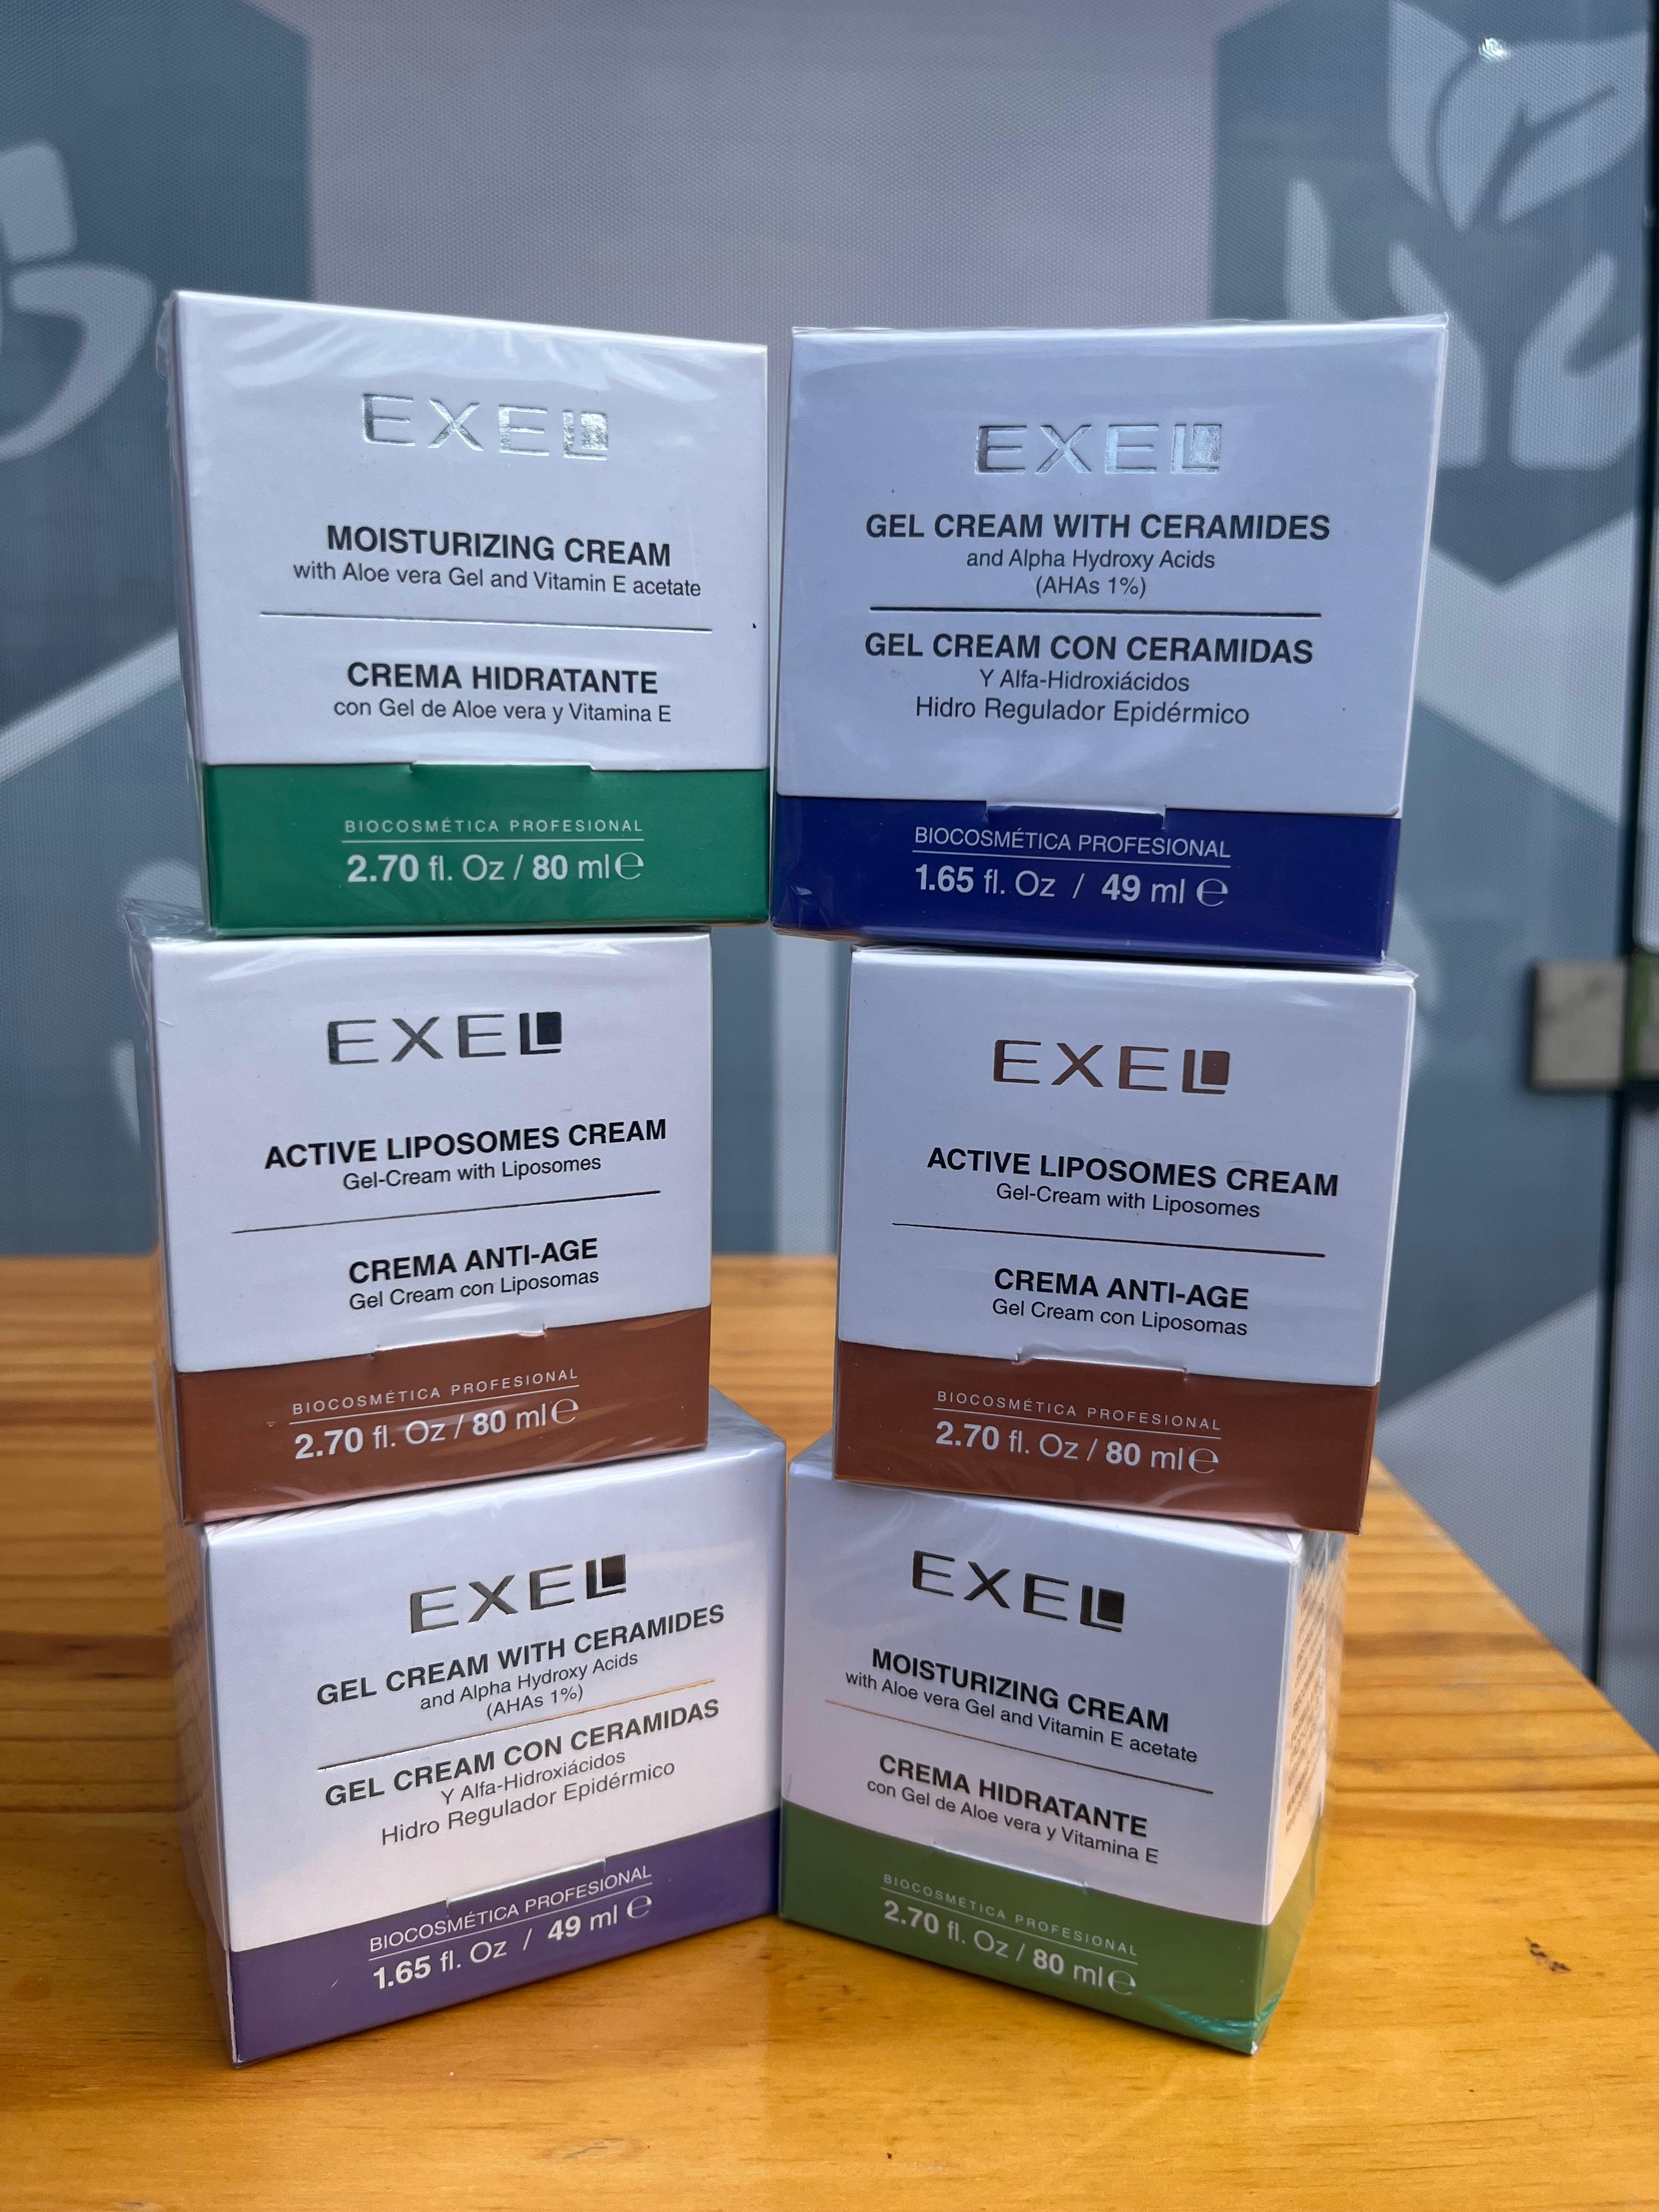 EXEL
MOISTURIZING CREAM
with Aloe vera Gel and Vitamin E acetate
CREMA HIDRATANTE
con Gel de Aloe vera y Vitamina E
BIOCOSMÉTICA PROFESIONAL
2.70 fl. Oz / 80 ml ℮
EXEL
GEL CREAM WITH CERAMIDES
and Alpha Hydroxy Acids
(AHAs 1%)
GEL CREAM CON CERAMIDAS
Y Alfa-Hidroxiácidos
Hidro Regulador Epidérmico
BIOCOSMÉTICA PROFESIONAL
1.65 fl. Oz / 49 ml ℮
EXEL
ACTIVE LIPOSOMES CREAM
Gel-Cream with Liposomes
CREMA ANTI-AGE
Gel Cream con Liposomas
BIOCOSMÉTICA PROFESIONAL
2.70 fl. Oz / 80 ml ℮
EXEL
ACTIVE LIPOSOMES CREAM
Gel-Cream with Liposomes
CREMA ANTI-AGE
Gel Cream con Liposomas
BIOCOSMÉTICA PROFESIONAL
2.70 fl. Oz / 80 ml ℮
EXEL
GEL CREAM WITH CERAMIDES
and Alpha Hydroxy Acids
(AHAs 1%)
GEL CREAM CON CERAMIDAS
Y Alfa-Hidroxiácidos
Hidro Regulador Epidérmico
BIOCOSMÉTICA PROFESIONAL
1.65 fl. Oz / 49 ml ℮
EXEL
MOISTURIZING CREAM
with Aloe vera Gel and Vitamin E acetate
CREMA HIDRATANTE
con Gel de Aloe vera y Vitamina E
BIOCOSMÉTICA PROFESIONAL
2.70 fl. Oz / 80 ml ℮